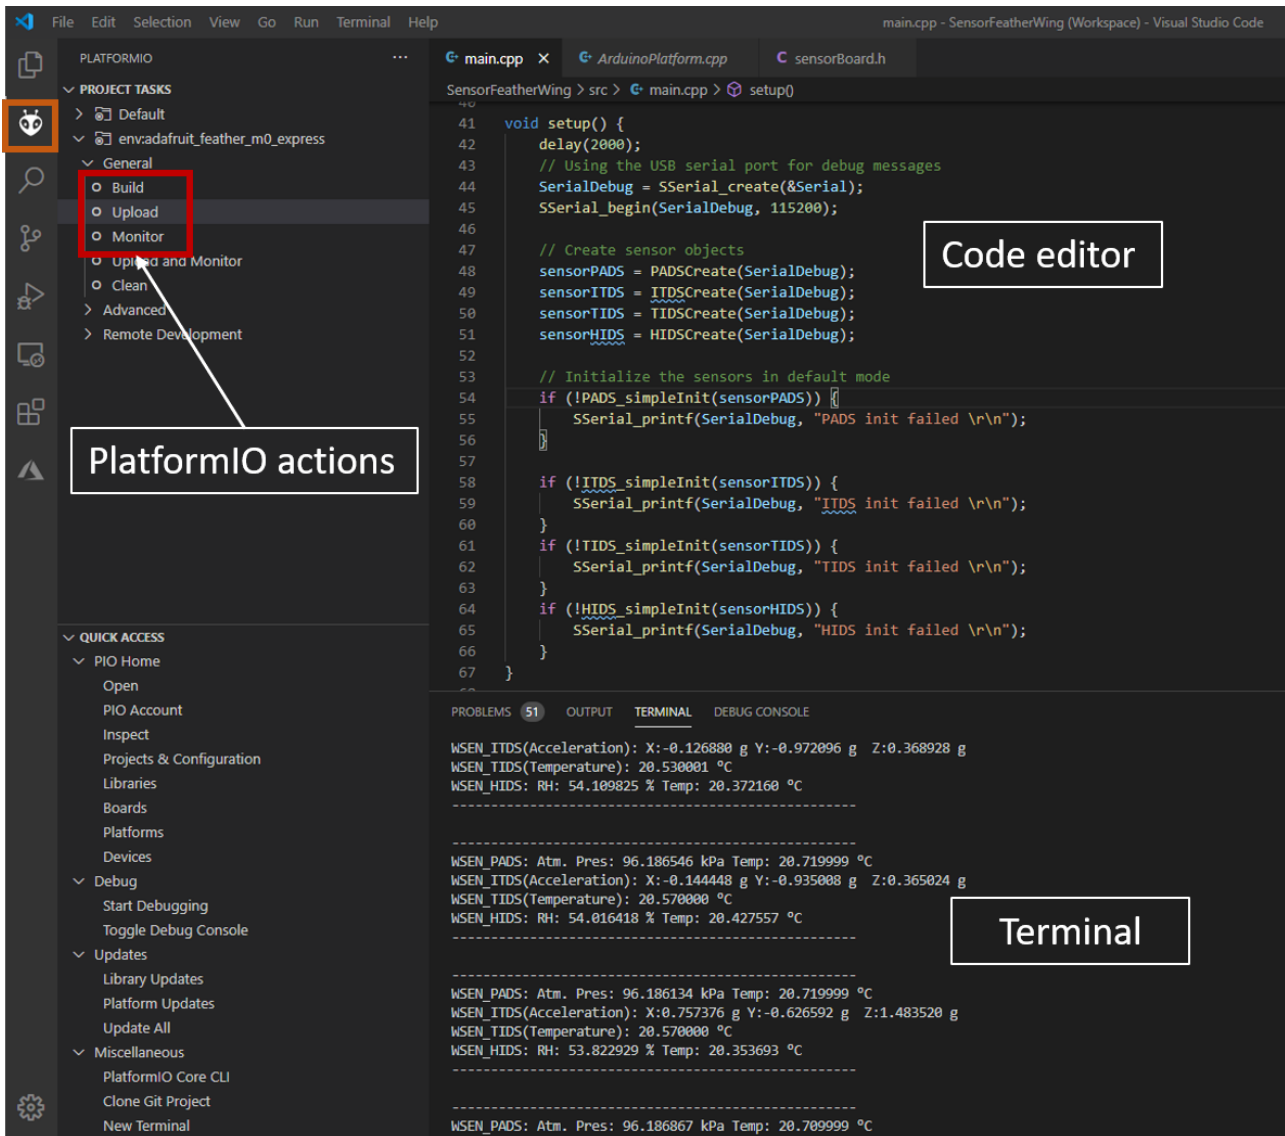 File Edit Selection View Go Run Terminal Help
main.cpp - SensorFeatherWing (Workspace) - Visual Studio Code
PLATFORMIO
PROJECT TASKS
Default
env:adafruit_feather_m0_express
General
Build
Upload
Monitor
Upload and Monitor
Clean
Advanced
Remote Development
PlatformIO actions
QUICK ACCESS
PIO Home
Open
PIO Account
Inspect
Projects & Configuration
Libraries
Boards
Platforms
Devices
Debug
Start Debugging
Toggle Debug Console
Updates
Library Updates
Platform Updates
Update All
Miscellaneous
PlatformIO Core CLI
Clone Git Project
New Terminal
main.cpp ArduinoPlatform.cpp C sensorBoard.h
SensorFeatherWing > src > main.cpp > setup()
40
41 void setup() {
42 delay(2000);
43 // Using the USB serial port for debug messages
44 SerialDebug = SSerial_create(&Serial);
45 SSerial_begin(SerialDebug, 115200);
46
47 // Create sensor objects
48 sensorPADS = PADSCreate(SerialDebug);
49 sensorITDS = ITDSCreate(SerialDebug);
50 sensorTIDS = TIDSCreate(SerialDebug);
51 sensorHIDS = HIDSCreate(SerialDebug);
52
53 // Initialize the sensors in default mode
54 if (!PADS_simpleInit(sensorPADS)) {
55 SSerial_printf(SerialDebug, "PADS init failed \r\n");
56 }
57
58 if (!ITDS_simpleInit(sensorITDS)) {
59 SSerial_printf(SerialDebug, "ITDS init failed \r\n");
60 }
61 if (!TIDS_simpleInit(sensorTIDS)) {
62 SSerial_printf(SerialDebug, "TIDS init failed \r\n");
63 }
64 if (!HIDS_simpleInit(sensorHIDS)) {
65 SSerial_printf(SerialDebug, "HIDS init failed \r\n");
66 }
67 }
Code editor
PROBLEMS 51 OUTPUT TERMINAL DEBUG CONSOLE
WSEN_ITDS(Acceleration): X:-0.126880 g Y:-0.972096 g Z:0.368928 g
WSEN_TIDS(Temperature): 20.530001 ºC
WSEN_HIDS: RH: 54.109825 % Temp: 20.372160 ºC
----------------------------------------------------
----------------------------------------------------
WSEN_PADS: Atm. Pres: 96.186546 kPa Temp: 20.719999 ºC
WSEN_ITDS(Acceleration): X:-0.144448 g Y:-0.935008 g Z:0.365024 g
WSEN_TIDS(Temperature): 20.570000 ºC
WSEN_HIDS: RH: 54.016418 % Temp: 20.427557 ºC
----------------------------------------------------
Terminal
----------------------------------------------------
WSEN_PADS: Atm. Pres: 96.186134 kPa Temp: 20.719999 ºC
WSEN_ITDS(Acceleration): X:0.757376 g Y:-0.626592 g Z:1.483520 g
WSEN_TIDS(Temperature): 20.570000 ºC
WSEN_HIDS: RH: 53.822929 % Temp: 20.353693 ºC
----------------------------------------------------
----------------------------------------------------
WSEN_PADS: Atm. Pres: 96.186867 kPa Temp: 20.709999 ºC